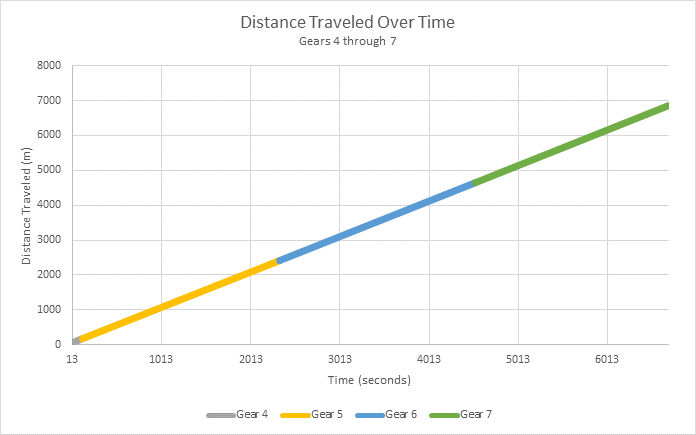 Distance Traveled Over Time
Gears 4 through 7
8000
7000
6000
5000
4000
3000
2000
1000
0
Distance Traveled (m)
13 1013 2013 3013 4013 5013 6013
Time (seconds)
Gear 4 Gear 5 Gear 6 Gear 7